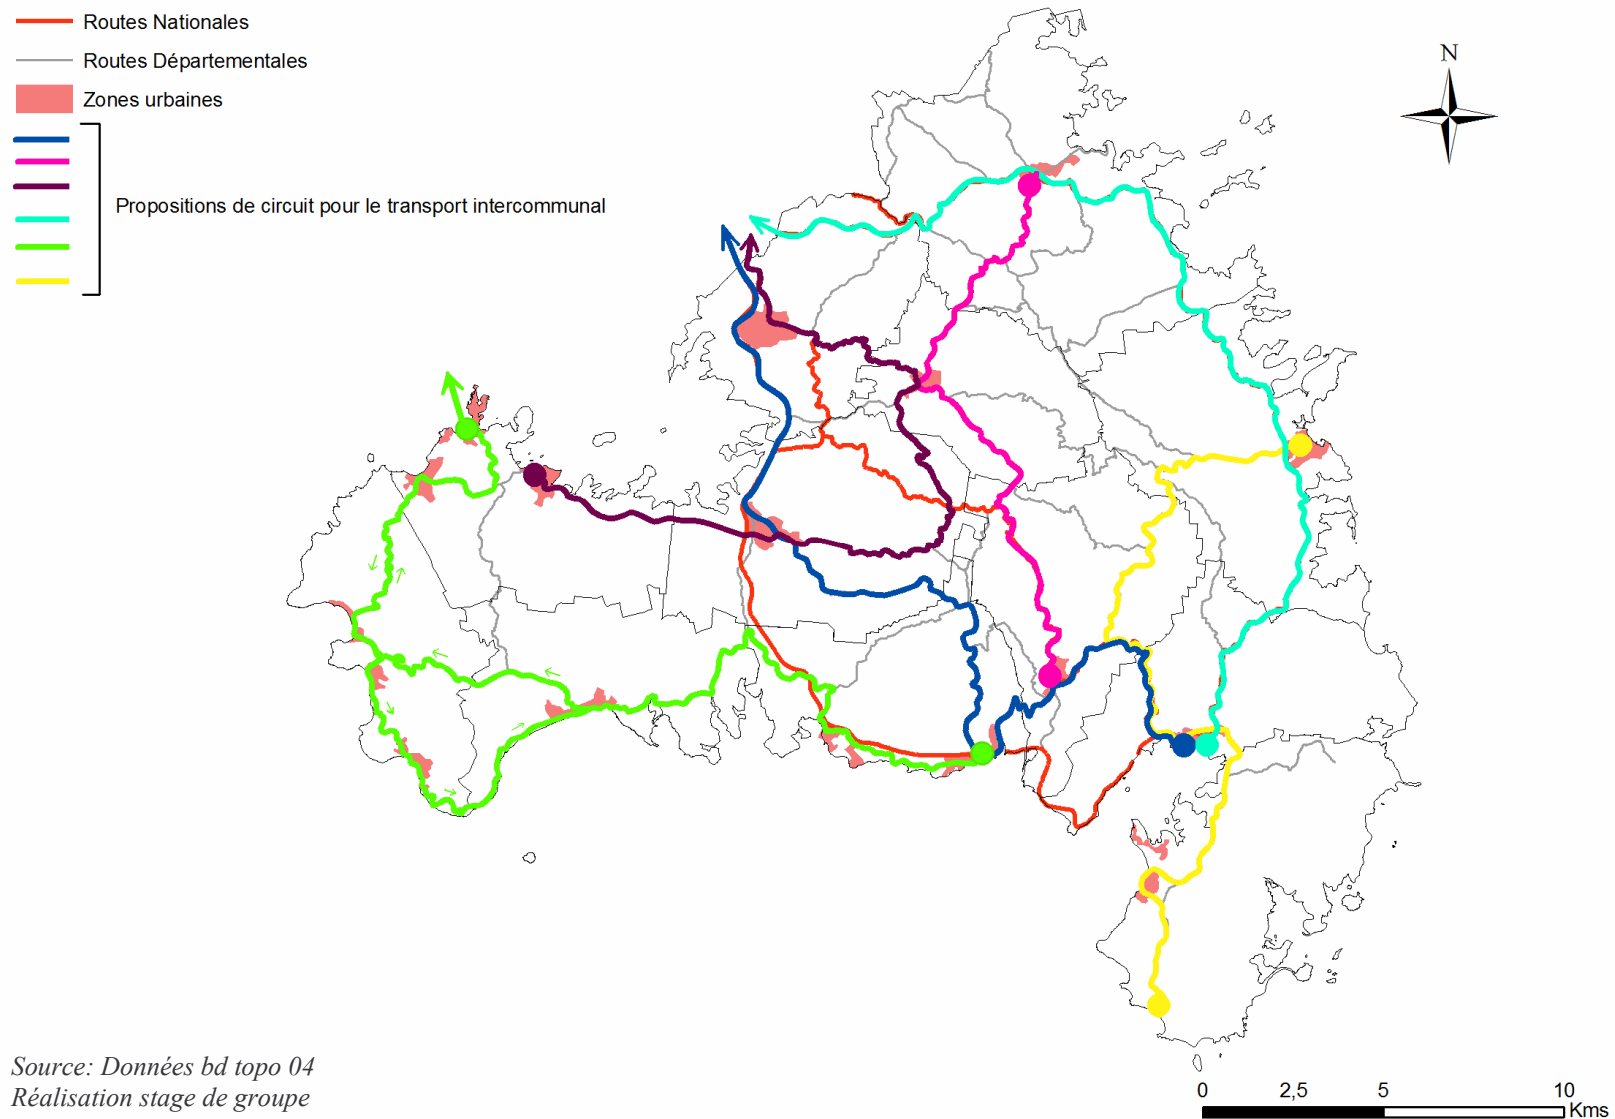 Routes Nationales
Routes Départementales
Zones urbaines
Propositions de circuit pour le transport intercommunal
N
Source: Données bd topo 04
Réalisation stage de groupe
0 2,5 5 10
Kms